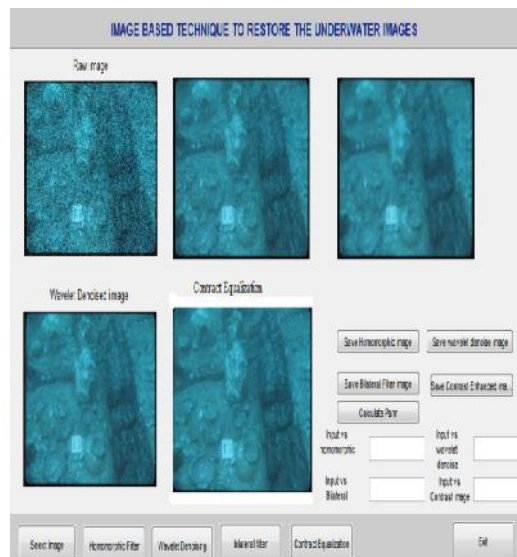 IMAGE BASED TECHNIQUE TO RESTORE THE UNDERWATER IMAGES
Raw Image
Wavelet Denoised image
Contract Equalization
Save Homomorphic image
Save wavelet denoise image
Save Bilateral Filter image
Save Contrast Enhanced ima...
Calculate Psnr
Input vs
homomorphic
Input vs
wavelet
denoise
Input vs
Bilateral
Input vs
Contrast image
Select Image
Homomorphic Filter
Wavelet Denoising
bilateral filter
Contract Equalization
Exit